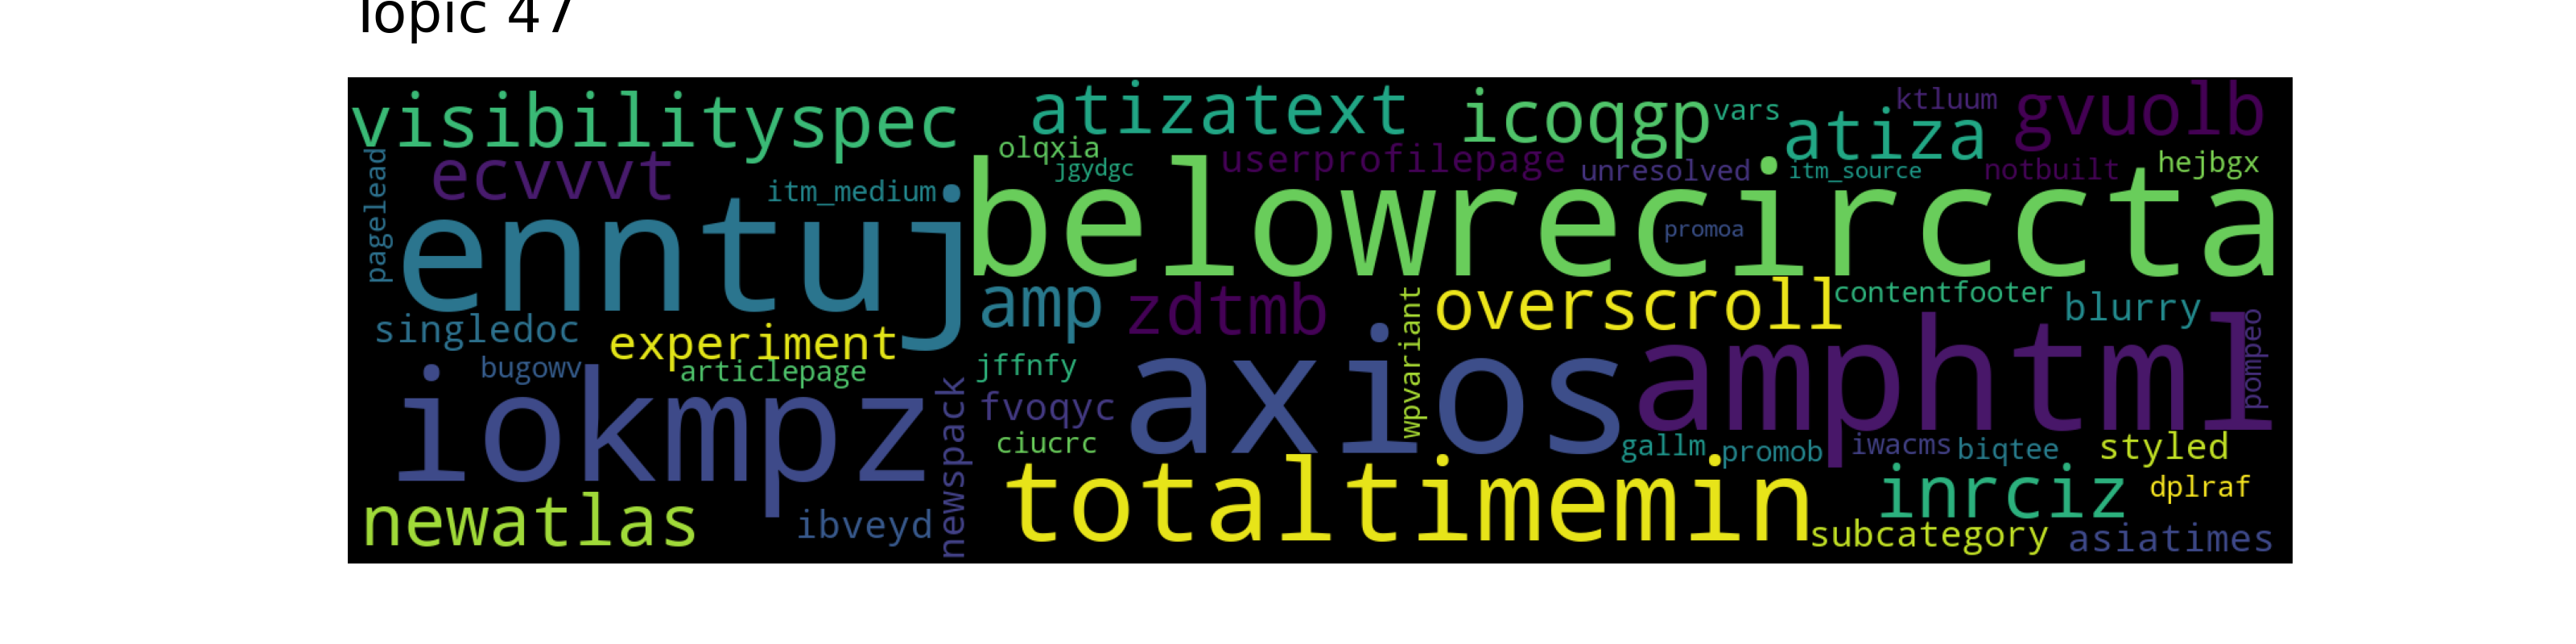 Topic 47
visibilityspec
atizatext
icoqgp
vars
ktluum
atiza
gvuolb
pagelead
ecvvvt
olqxia
jgydgc
userprofilepage
unresolved
itm_source
notbuilt
hejbgx
itm_medium
enntuj
belowrecirccta
promoa
amp
zdtmb
wpvariant
overscroll
contentfooter
blurry
singledoc
experiment
bugowv
articlepage
jffnfy
axios
amphtml
pompeo
iokmpz
newspack
fvoqyc
ciucrc
gallm
promob
iwacms
biqtee
styled
newatlas
ibveyd
totaltimemin
inrciz
dplraf
subcategory
asiatimes